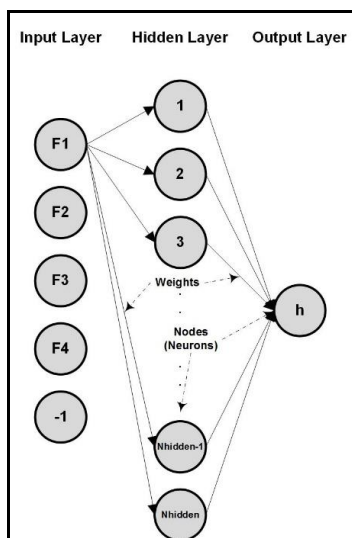 Input Layer Hidden Layer Output Layer
1
F1
2
F2
3
F3
Weights
h
Nodes
(Neurons)
F4
-1
Nhidden-1
Nhidden